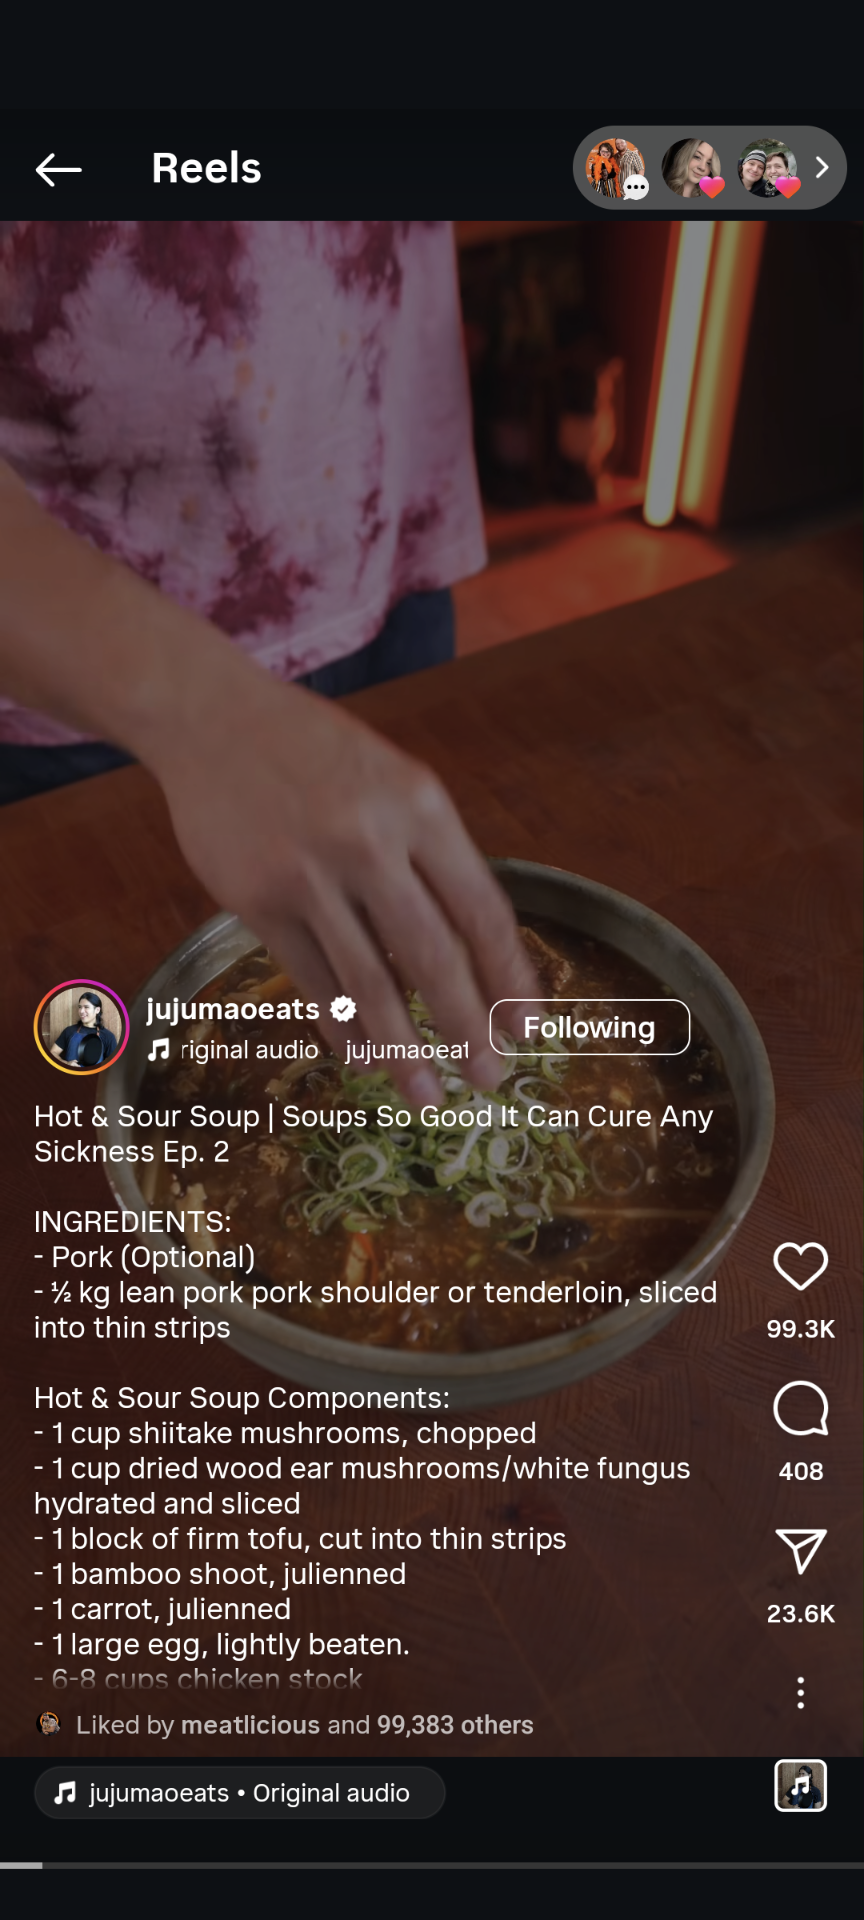 Reels
jujumaoeats
riginal audio jujumaoeat
Following
Hot & Sour Soup | Soups So Good It Can Cure Any
Sickness Ep. 2
INGREDIENTS:
- Pork (Optional)
- ½ kg lean pork pork shoulder or tenderloin, sliced
into thin strips
Hot & Sour Soup Components:
- 1 cup shiitake mushrooms, chopped
- 1 cup dried wood ear mushrooms/white fungus
hydrated and sliced
- 1 block of firm tofu, cut into thin strips
- 1 bamboo shoot, julienned
- 1 carrot, julienned
- 1 large egg, lightly beaten.
- 6-8 cups chicken stock
99.3K
408
23.6K
Liked by meatlicious and 99,383 others
jujumaoeats • Original audio